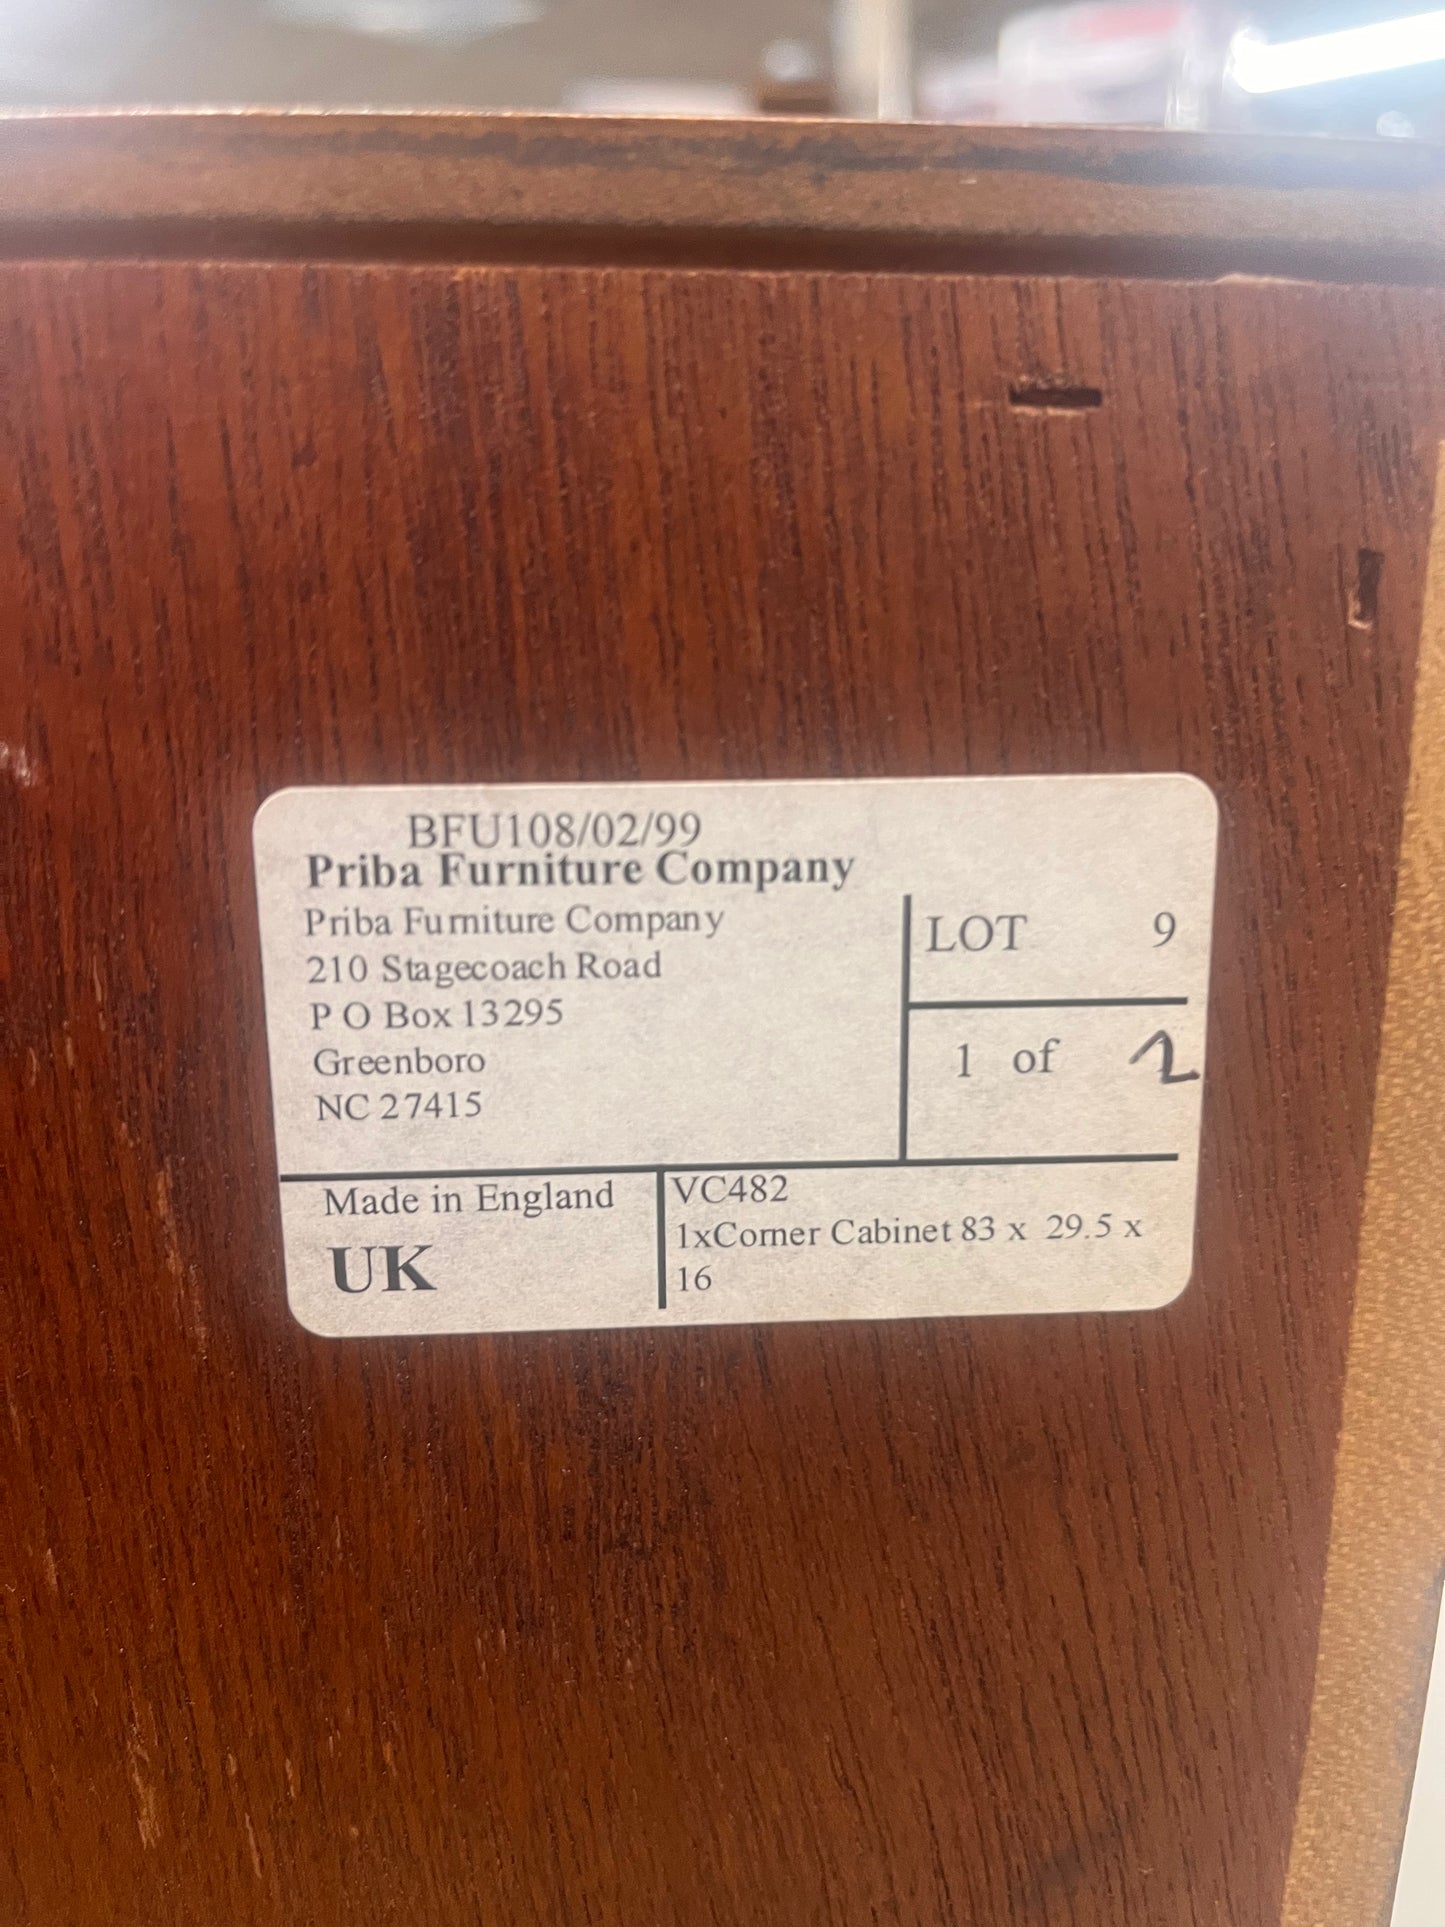 BFU108/02/99
Priba Furniture Company
Priba Furniture Company
210 Stagecoach Road
P O Box 13295
Greenboro
NC 27415
LOT 9
1 of 2
Made in England
UK
VC482
1xCorner Cabinet 83 x 29.5 x
16